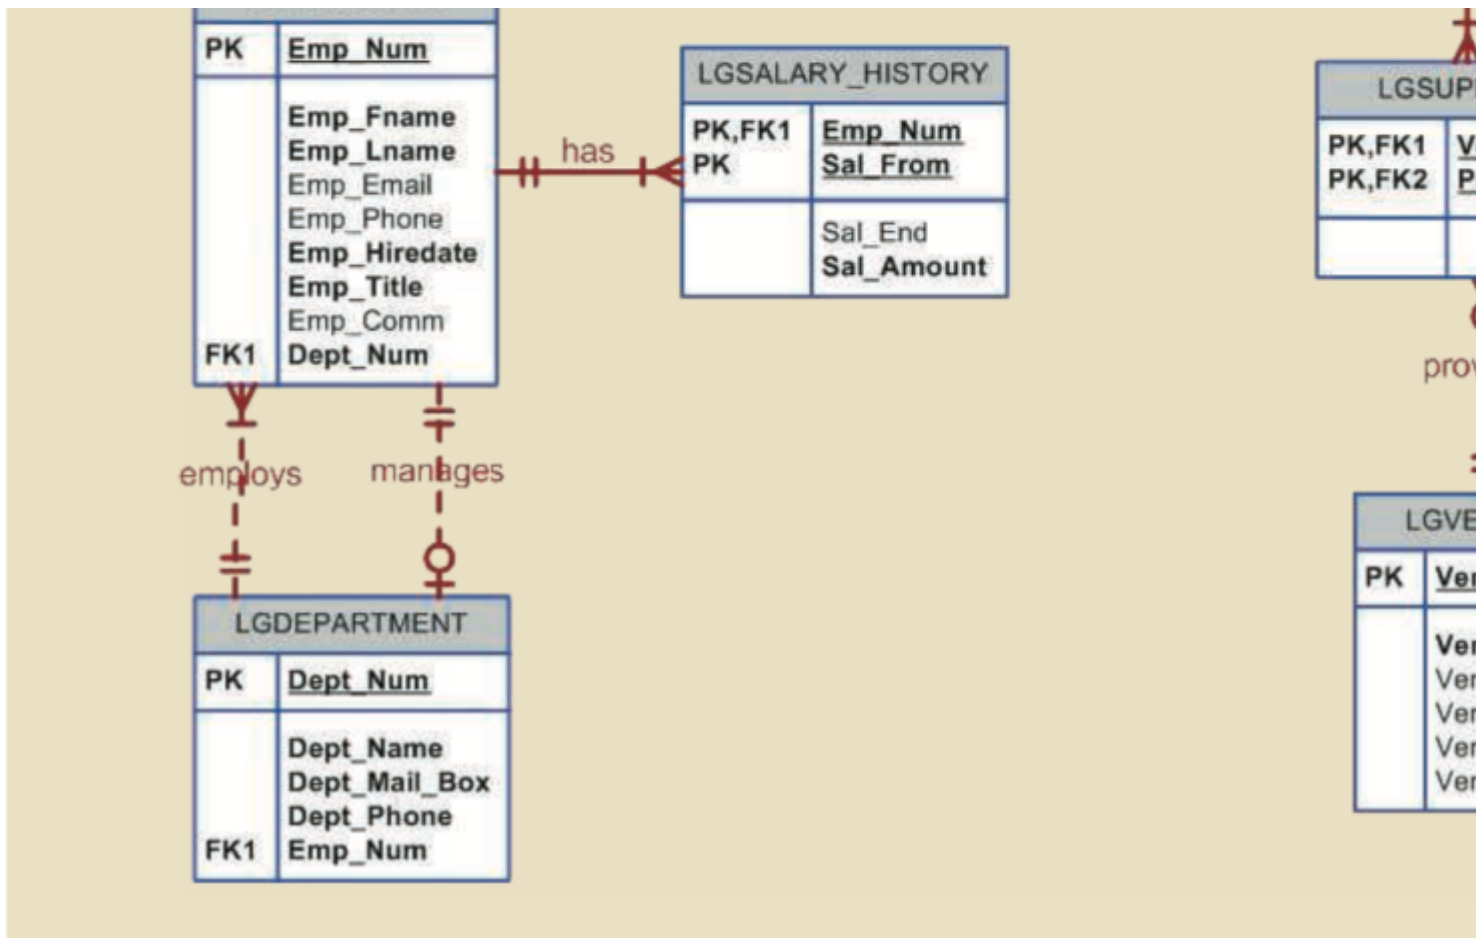 PK Emp_Num
Emp_Fname
Emp_Lname
Emp_Email
Emp_Phone
Emp_Hiredate
Emp_Title
Emp_Comm
FK1 Dept_Num
has
LGSALARY_HISTORY
PK,FK1 Emp_Num
PK Sal_From
Sal_End
Sal_Amount
employs
manages
LGDEPARTMENT
PK Dept_Num
Dept_Name
Dept_Mail_Box
Dept_Phone
FK1 Emp_Num
PK,FK1
PK,FK2
PK